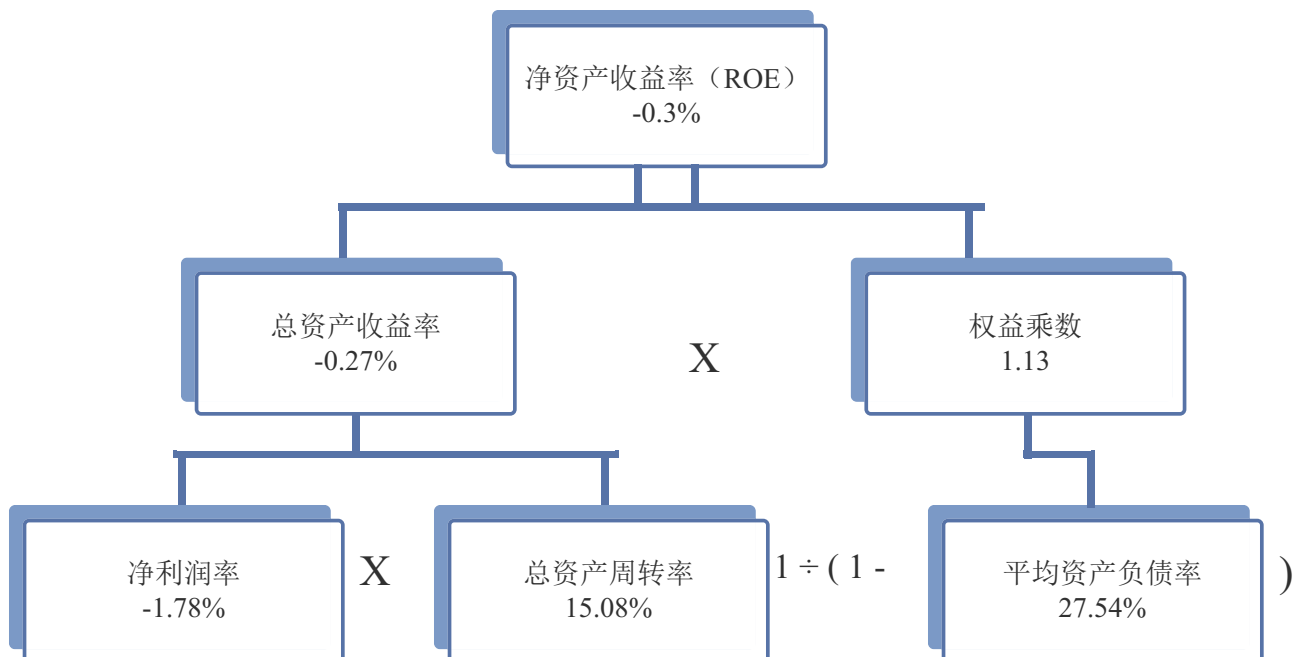 净资产收益率（ROE）
-0.3%
总资产收益率
-0.27%
X
权益乘数
1.13
净利润率
-1.78%
X
总资产周转率
15.08%
1 ÷ ( 1 -
平均资产负债率
27.54%
)